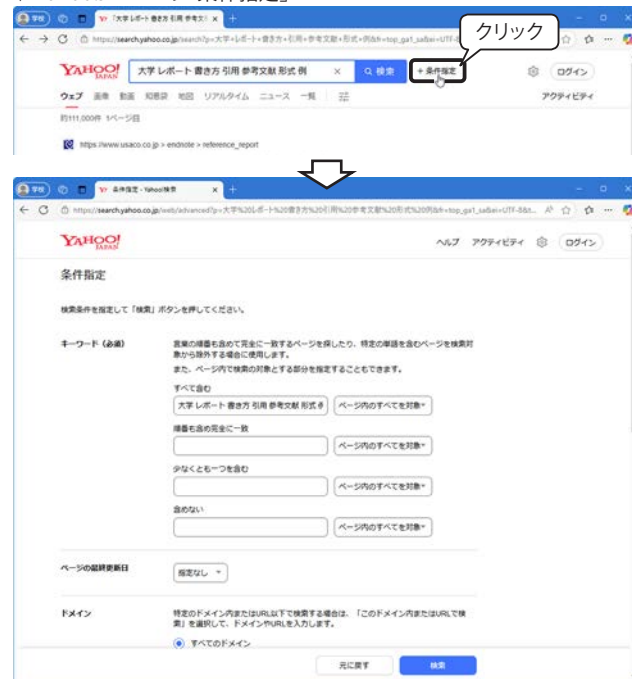 学校
「大学 レポート 書き方 引用 参考文
クリック
https://search.yahoo.co.jp/search?p=大学+レポート+書き方+引用+参考文献+形式+例&fr=top_ga1_sa&ei=UTF-8
YAHOO!
JAPAN
大学 レポート 書き方 引用 参考文献 形式 例
検索
+条件指定
ログイン
ウェブ 画像 動画 知恵袋 地図 リアルタイム ニュース 一覧
アクティビティ
約111,000件 1ページ目
https://www.usaco.co.jp > endnote > reference_report
学校
条件指定 - Yahoo!検索
https://search.yahoo.co.jp/web/advanced?p=大学%20レポート%20書き方%20引用%20参考文献%20形式%20例&fr=top_ga1_sa&ei=UTF-8&t...
YAHOO!
JAPAN
ヘルプ アクティビティ
ログイン
条件指定
検索条件を指定して「検索」ボタンを押してください。
キーワード（必須）
言葉の順番も含めて完全に一致するページを探したり、特定の単語を含むページを検索対
象から除外する場合に使用します。
また、ページ内で検索の対象とする部分を指定することもできます。
すべて含む
大学 レポート 書き方 引用 参考文献 形式
ページ内のすべてを対象
順番も含め完全に一致
ページ内のすべてを対象
少なくとも一つを含む
ページ内のすべてを対象
含めない
ページ内のすべてを対象
ページの最終更新日
指定なし
ドメイン
特定のドメイン内またはURL以下で検索する場合は、「このドメイン内またはURLで検
索」を選択して、ドメインやURLを入力します。
すべてのドメイン
元に戻す
検索